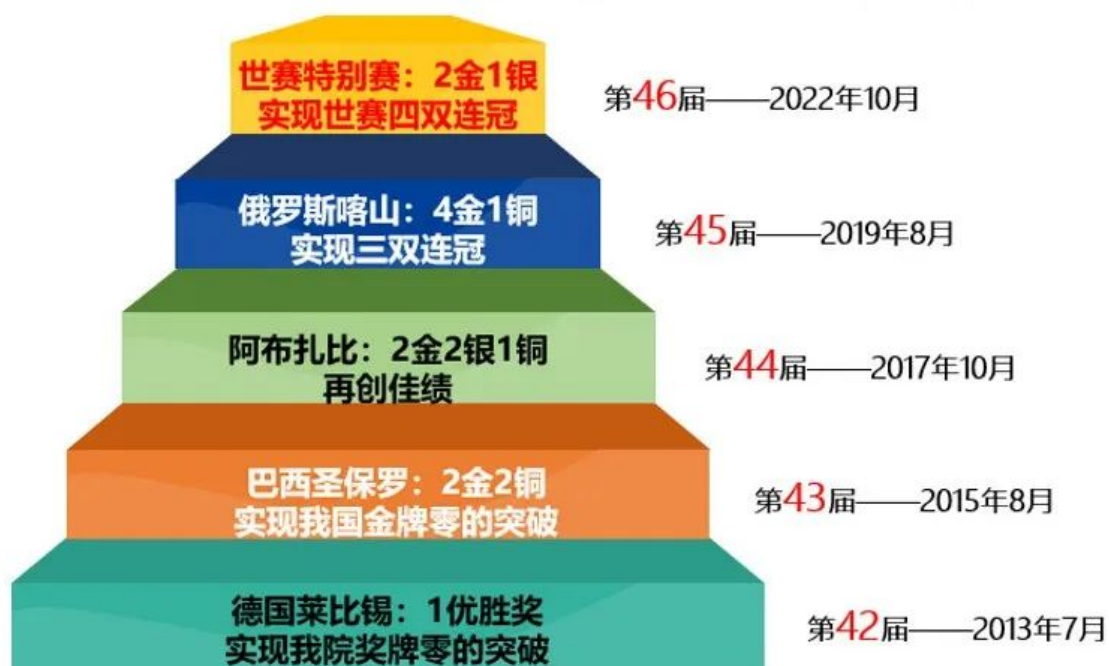 世赛特别赛：2金1银
实现世赛四双连冠
第46届——2022年10月
俄罗斯喀山：4金1铜
实现三双连冠
第45届——2019年8月
阿布扎比：2金2银1铜
再创佳绩
第44届——2017年10月
巴西圣保罗：2金2铜
实现我国金牌零的突破
第43届——2015年8月
德国莱比锡：1优胜奖
实现我院奖牌零的突破
第42届——2013年7月